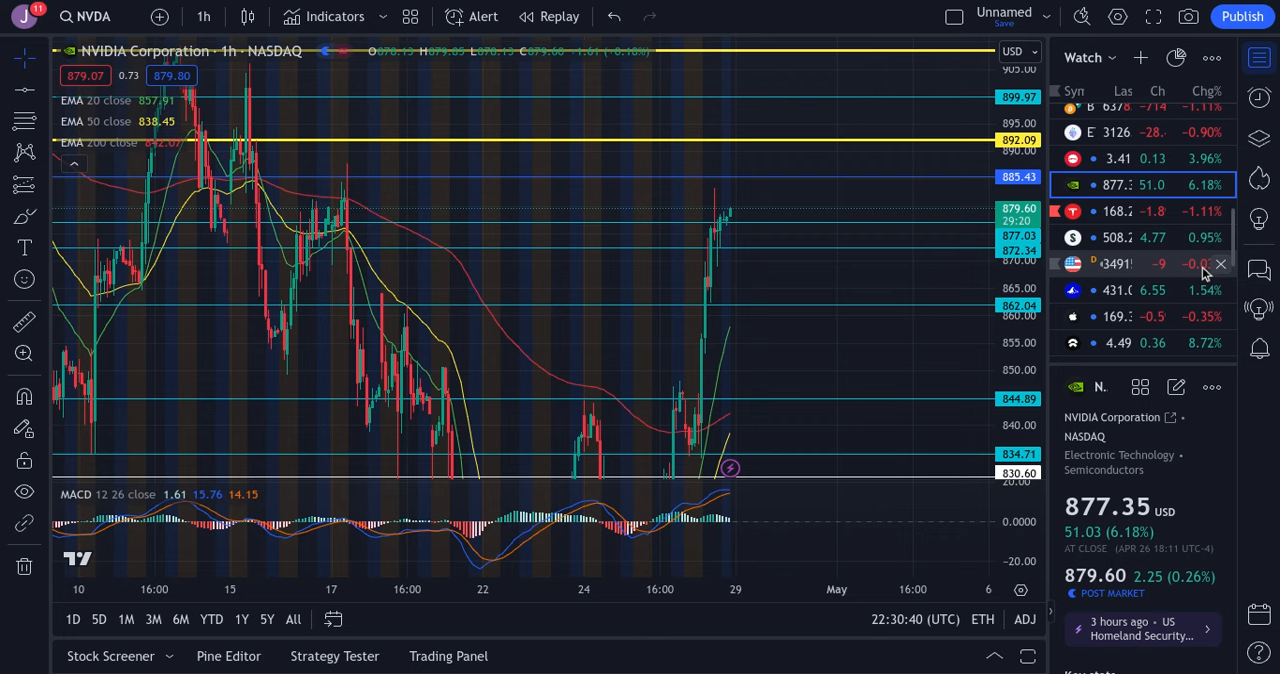 J
11
NVDA
1h
Indicators
Alert
Replay
Unnamed
Save
Publish
NVIDIA Corporation · 1h · NASDAQ
O878.13 H879.85 L878.13 C879.60 +1.61 (+0.18%)
USD
879.07 0.73 879.80
EMA 20 close 857.91
EMA 50 close 838.45
EMA 200 close 842.07
905.00
899.97
895.00
892.09
890.00
885.43
879.60
29:20
877.03
872.34
870.00
865.00
862.04
860.00
855.00
850.00
844.89
840.00
834.71
830.60
MACD 12 26 close 1.61 15.76 14.15
20.00
0.0000
−20.00
10 16:00 15 17 16:00 22 24 16:00 29 May 16:00 6
1D 5D 1M 3M 6M YTD 1Y 5Y All
22:30:40 (UTC) ETH ADJ
Stock Screener Pine Editor Strategy Tester Trading Panel
Watch
Syn Las Ch Chg%
B 6378. −714 −1.11%
E 3126 −28. −0.90%
3.41 0.13 3.96%
877.3 51.0 6.18%
168.2 −1.8 −1.11%
508.2 4.77 0.95%
D 3491 −9 −0.0
431.0 6.55 1.54%
169.3 −0.5 −0.35%
4.49 0.36 8.72%
N..
NVIDIA Corporation
NASDAQ
Electronic Technology •
Semiconductors
877.35 USD
51.03 (6.18%)
AT CLOSE (APR 26 18:11 UTC-4)
879.60 2.25 (0.26%)
POST MARKET
3 hours ago • US
Homeland Security...